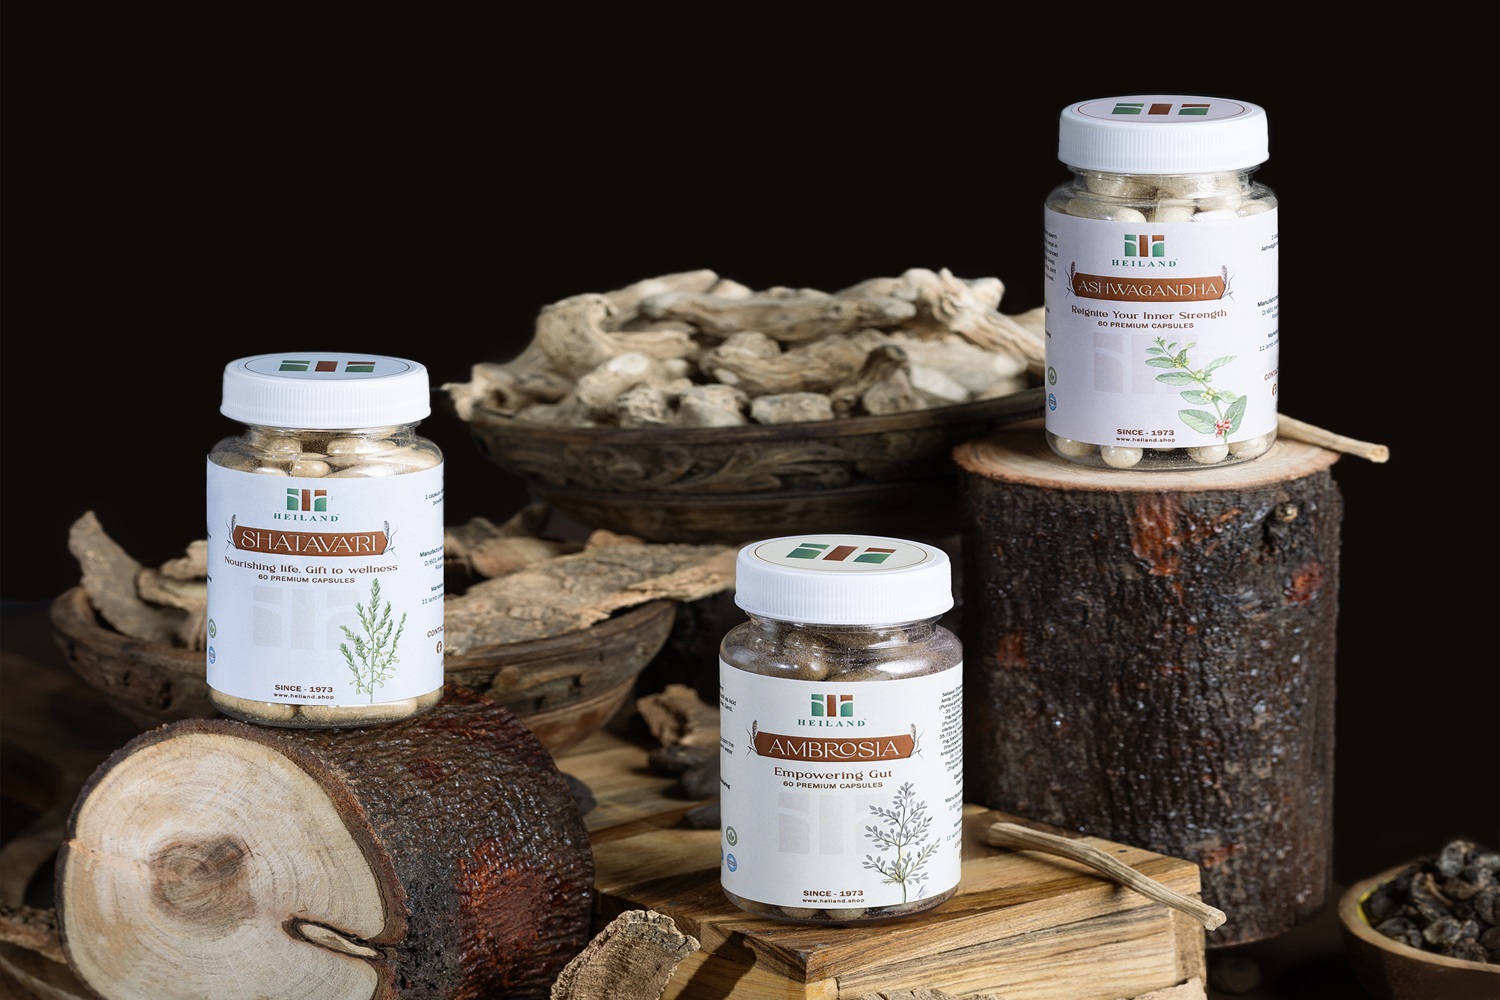 HEILAND
SHATAVARI
Nourishing life, Gift to wellness
60 PREMIUM CAPSULES
SINCE - 1973
www.heiland.shop
HEILAND
AMBROSIA
Empowering Gut
60 PREMIUM CAPSULES
SINCE - 1973
www.heiland.shop
HEILAND
ASHWAGANDHA
Reignite Your Inner Strength
60 PREMIUM CAPSULES
SINCE - 1973
www.heiland.shop